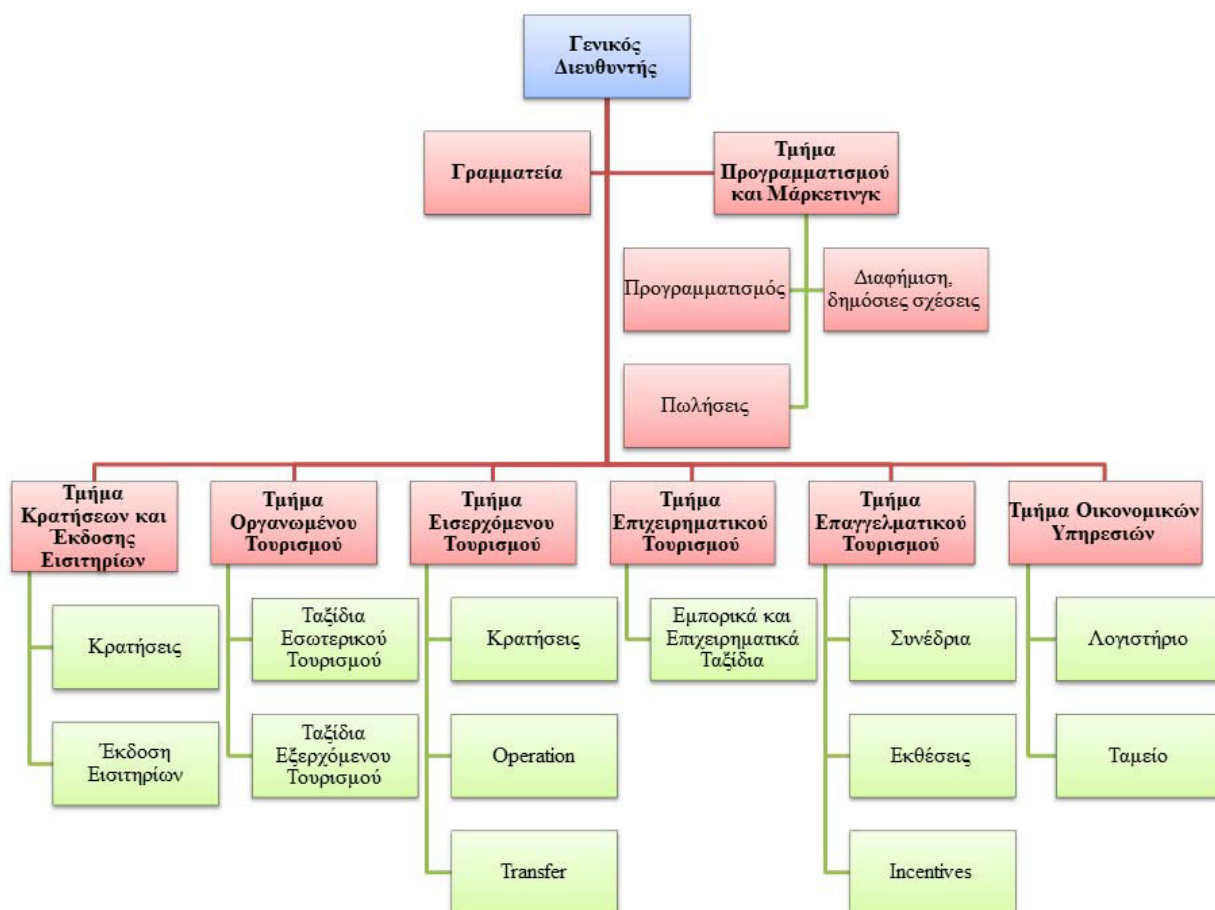 Γενικός
Διευθυντής
Γραμματεία
Τμήμα
Προγραμματισμού
και Μάρκετινγκ
Προγραμματισμός
Διαφήμιση,
δημόσιες σχέσεις
Πωλήσεις
Τμήμα
Κρατήσεων και
Έκδοσης
Εισιτηρίων
Τμήμα
Οργανωμένου
Τουρισμού
Τμήμα
Εισερχόμενου
Τουρισμού
Τμήμα
Επιχειρηματικού
Τουρισμού
Τμήμα
Επαγγελματικού
Τουρισμού
Τμήμα Οικονομικών
Υπηρεσιών
Κρατήσεις
Ταξίδια
Εσωτερικού
Τουρισμού
Κρατήσεις
Εμπορικά και
Επιχειρηματικά
Ταξίδια
Συνέδρια
Λογιστήριο
Έκδοση
Εισιτηρίων
Ταξίδια
Εξερχόμενου
Τουρισμού
Operation
Εκθέσεις
Ταμείο
Transfer
Incentives